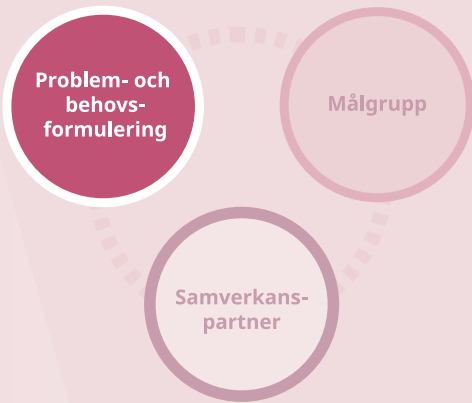 Problem- och
behovs-
formulering
Målgrupp
Samverkans-
partner